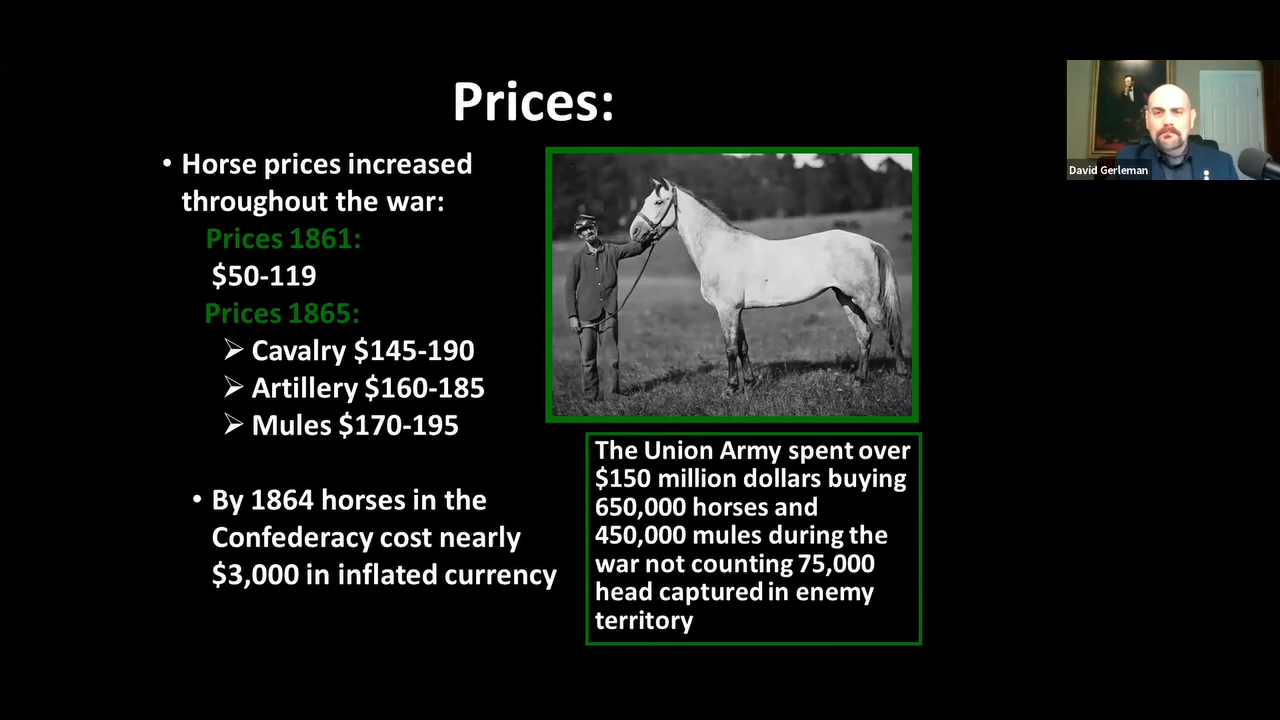 Prices:
• Horse prices increased
throughout the war:
Prices 1861:
$50-119
Prices 1865:
➢ Cavalry $145-190
➢ Artillery $160-185
➢ Mules $170-195
• By 1864 horses in the
Confederacy cost nearly
$3,000 in inflated currency
The Union Army spent over
$150 million dollars buying
650,000 horses and
450,000 mules during the
war not counting 75,000
head captured in enemy
territory
David Gerleman